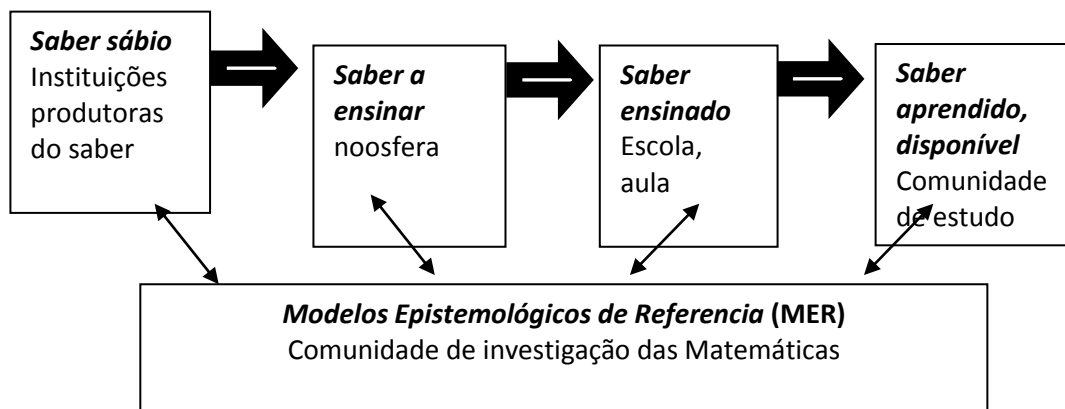 Saber sábio
Instituições
produtoras
do saber
Saber a
ensinar
noosfera
Saber
ensinado
Escola,
aula
Saber
aprendido,
disponível
Comunidade
de estudo
Modelos Epistemológicos de Referencia (MER)
Comunidade de investigação das Matemáticas